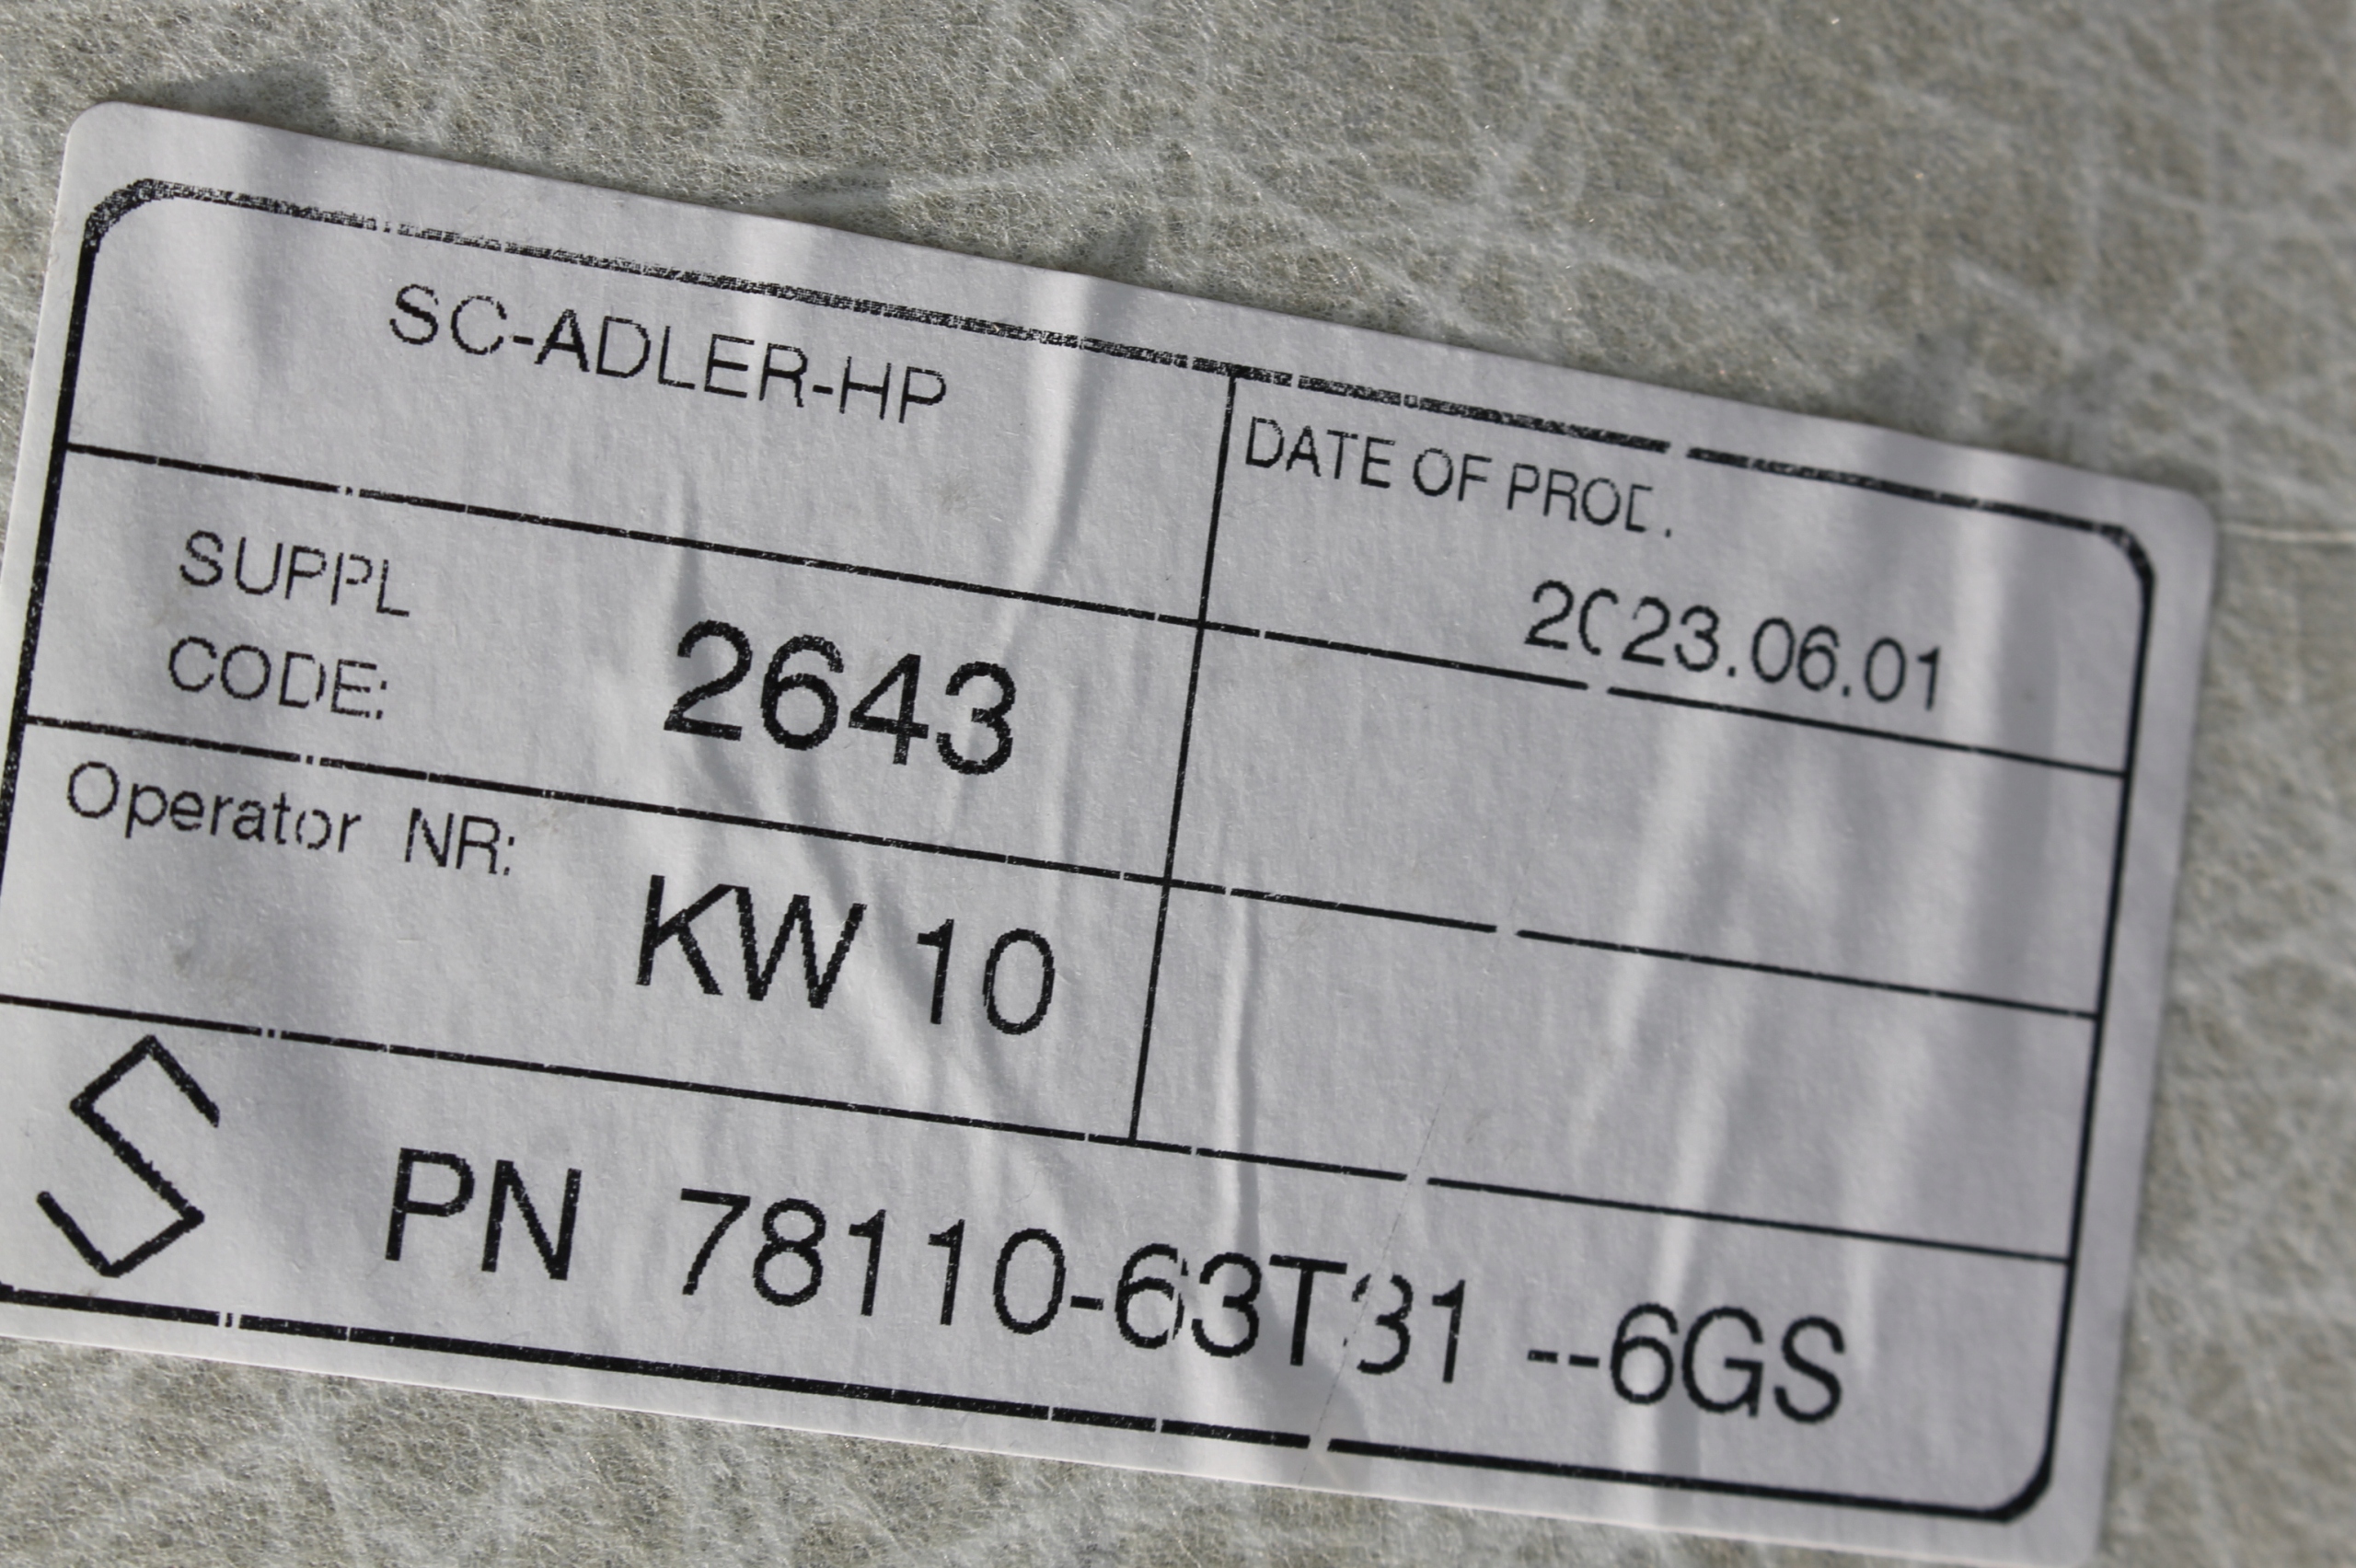 SC-ADLER-HP
DATE OF PROD.
2023.06.01
SUPPL
CODE:
2643
Operator NR:
KW 10
S PN 78110-63T31 --6GS